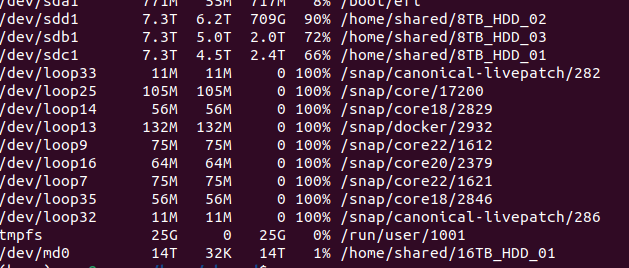 /dev/sda1 771M 55M 717M 8% /boot/efi
/dev/sdb1 7.3T 6.2T 709G 90% /home/shared/8TB_HDD_02
/dev/sdd1 7.3T 5.0T 2.0T 72% /home/shared/8TB_HDD_03
/dev/sdc1 7.3T 4.5T 2.4T 66% /home/shared/8TB_HDD_01
/dev/loop33 11M 11M 0 100% /snap/canonical-livepatch/282
/dev/loop25 105M 105M 0 100% /snap/core/17200
/dev/loop14 56M 56M 0 100% /snap/core18/2829
/dev/loop13 132M 132M 0 100% /snap/docker/2932
/dev/loop9 75M 75M 0 100% /snap/core22/1612
/dev/loop16 64M 64M 0 100% /snap/core20/2379
/dev/loop7 75M 75M 0 100% /snap/core22/1621
/dev/loop35 56M 56M 0 100% /snap/core18/2846
/dev/loop32 11M 11M 0 100% /snap/canonical-livepatch/286
tmpfs 25G 0 25G 0% /run/user/1001
/dev/md0 14T 32K 14T 1% /home/shared/16TB_HDD_01